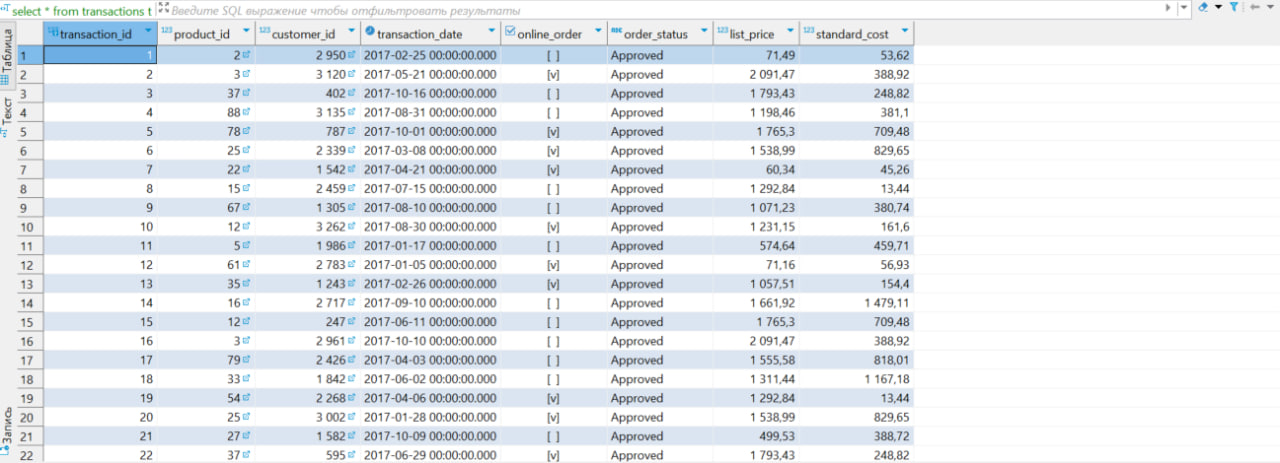 select * from transactions t Введите SQL выражение чтобы отфильтровать результаты
Таблица
Текст
Запись
transaction_id 123 product_id 123 customer_id transaction_date online_order ABC order_status 123 list_price 123 standard_cost
1 1 2 2 950 2017-02-25 00:00:00.000 [ ] Approved 71,49 53,62
2 2 3 3 120 2017-05-21 00:00:00.000 [v] Approved 2 091,47 388,92
3 3 37 402 2017-10-16 00:00:00.000 [ ] Approved 1 793,43 248,82
4 4 88 3 135 2017-08-31 00:00:00.000 [ ] Approved 1 198,46 381,1
5 5 78 787 2017-10-01 00:00:00.000 [v] Approved 1 765,3 709,48
6 6 25 2 339 2017-03-08 00:00:00.000 [v] Approved 1 538,99 829,65
7 7 22 1 542 2017-04-21 00:00:00.000 [v] Approved 60,34 45,26
8 8 15 2 459 2017-07-15 00:00:00.000 [ ] Approved 1 292,84 13,44
9 9 67 1 305 2017-08-10 00:00:00.000 [ ] Approved 1 071,23 380,74
10 10 12 3 262 2017-08-30 00:00:00.000 [v] Approved 1 231,15 161,6
11 11 5 1 986 2017-01-17 00:00:00.000 [ ] Approved 574,64 459,71
12 12 61 2 783 2017-01-05 00:00:00.000 [v] Approved 71,16 56,93
13 13 35 1 243 2017-02-26 00:00:00.000 [v] Approved 1 057,51 154,4
14 14 16 2 717 2017-09-10 00:00:00.000 [ ] Approved 1 661,92 1 479,11
15 15 12 247 2017-06-11 00:00:00.000 [ ] Approved 1 765,3 709,48
16 16 3 2 961 2017-10-10 00:00:00.000 [ ] Approved 2 091,47 388,92
17 17 79 2 426 2017-04-03 00:00:00.000 [ ] Approved 1 555,58 818,01
18 18 33 1 842 2017-06-02 00:00:00.000 [ ] Approved 1 311,44 1 167,18
19 19 54 2 268 2017-04-06 00:00:00.000 [v] Approved 1 292,84 13,44
20 20 25 3 002 2017-01-28 00:00:00.000 [v] Approved 1 538,99 829,65
21 21 27 1 582 2017-10-09 00:00:00.000 [ ] Approved 499,53 388,72
22 22 37 595 2017-06-29 00:00:00.000 [v] Approved 1 793,43 248,82